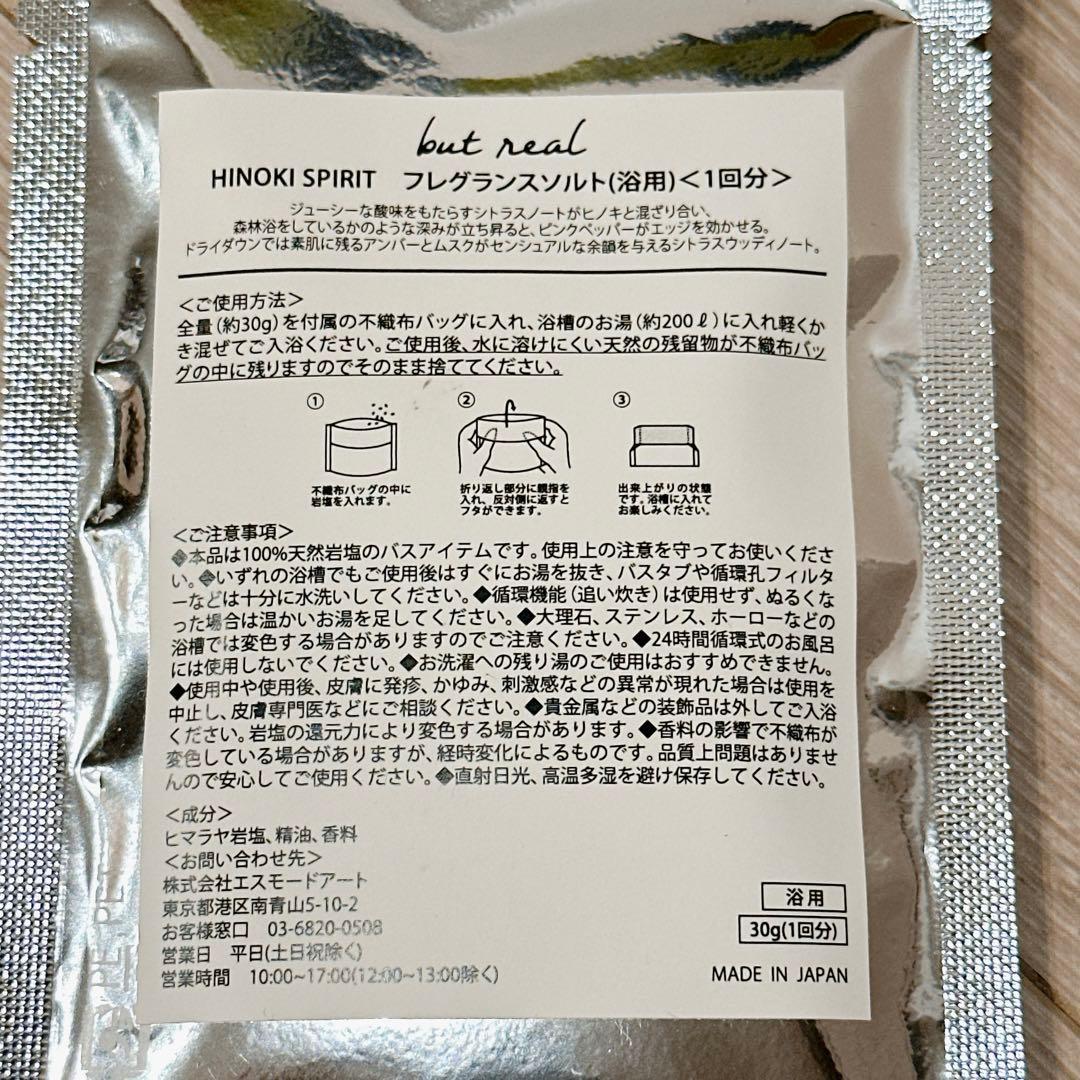 but real
HINOKI SPIRIT フレグランスソルト(浴用)＜1回分＞
ジューシーな酸味をもたらすシトラスノートがヒノキと混ざり合い、
森林浴をしているかのような深みが立ち昇ると、ピンクペッパーがエッジを効かせる。
ドライダウンでは素肌に残るアンバーとムスクがセンシュアルな余韻を与えるシトラスウッディノート。
＜ご使用方法＞
全量(約30g)を付属の不織布バッグに入れ、浴槽のお湯(約200ℓ)に入れ軽くか
き混ぜてご入浴ください。ご使用後、水に溶けにくい天然の残留物が不織布バッ
グの中に残りますのでそのまま捨ててください。
① ② ③
不織布バッグの中に
岩塩を入れます。
折り返し部分に親指を
入れ、反対側に返すと
フタができます。
出来上がりの状態
です。浴槽に入れて
お楽しみください。
＜ご注意事項＞
◆本品は100%天然岩塩のバスアイテムです。使用上の注意を守ってお使いくださ
い。◆いずれの浴槽でもご使用後はすぐにお湯を抜き、バスタブや循環孔フィルタ
ーなどは十分に水洗いしてください。◆循環機能(追い炊き)は使用せず、ぬるくな
った場合は温かいお湯を足してください。◆大理石、ステンレス、ホーローなどの
浴槽では変色する場合がありますのでご注意ください。◆24時間循環式のお風呂
には使用しないでください。◆お洗濯への残り湯のご使用はおすすめできません。
◆使用中や使用後、皮膚に発疹、かゆみ、刺激感などの異常が現れた場合は使用を
中止し、皮膚専門医などにご相談ください。◆貴金属などの装飾品は外してご入浴
ください。岩塩の還元力により変色する場合があります。◆香料の影響で不織布が
変色している場合がありますが、経時変化によるものです。品質上問題はありませ
んので安心してご使用ください。◆直射日光、高温多湿を避け保存してください。
＜成分＞
ヒマラヤ岩塩、精油、香料
＜お問い合わせ先＞
株式会社エスモードアート
東京都港区南青山5-10-2
お客様窓口 03-6820-0508
営業日 平日(土日祝除く)
営業時間 10:00~17:00(12:00~13:00除く)
浴用
30g(1回分)
MADE IN JAPAN